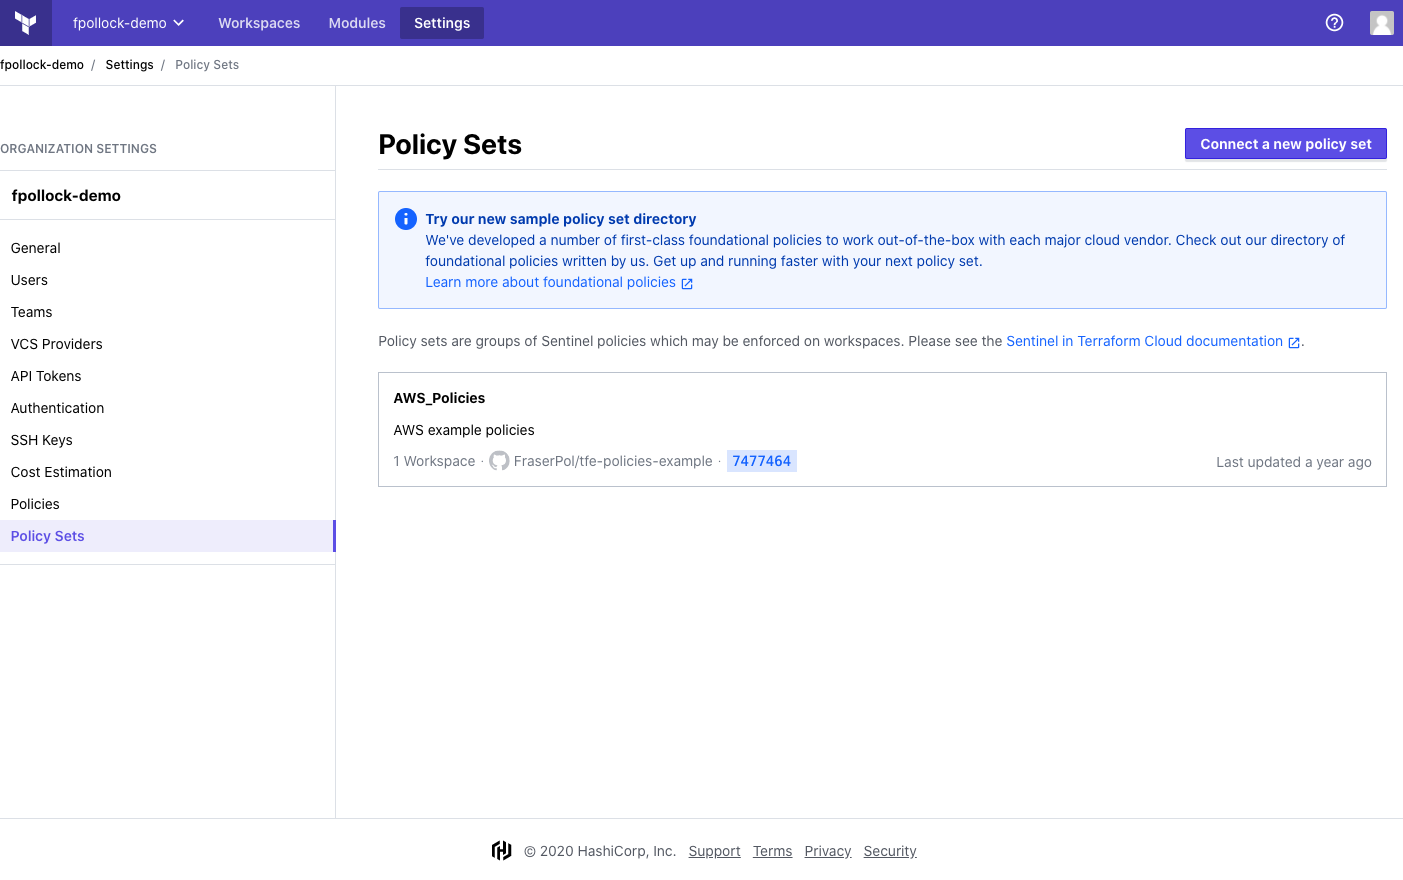 fpollock-demo Workspaces Modules Settings
fpollock-demo / Settings / Policy Sets
ORGANIZATION SETTINGS
fpollock-demo
General
Users
Teams
VCS Providers
API Tokens
Authentication
SSH Keys
Cost Estimation
Policies
Policy Sets
Policy Sets
Connect a new policy set
Try our new sample policy set directory
We've developed a number of first-class foundational policies to work out-of-the-box with each major cloud vendor. Check out our directory of
foundational policies written by us. Get up and running faster with your next policy set.
Learn more about foundational policies
Policy sets are groups of Sentinel policies which may be enforced on workspaces. Please see the Sentinel in Terraform Cloud documentation .
AWS_Policies
AWS example policies
1 Workspace · FraserPol/tfe-policies-example · 7477464
Last updated a year ago
© 2020 HashiCorp, Inc. Support Terms Privacy Security